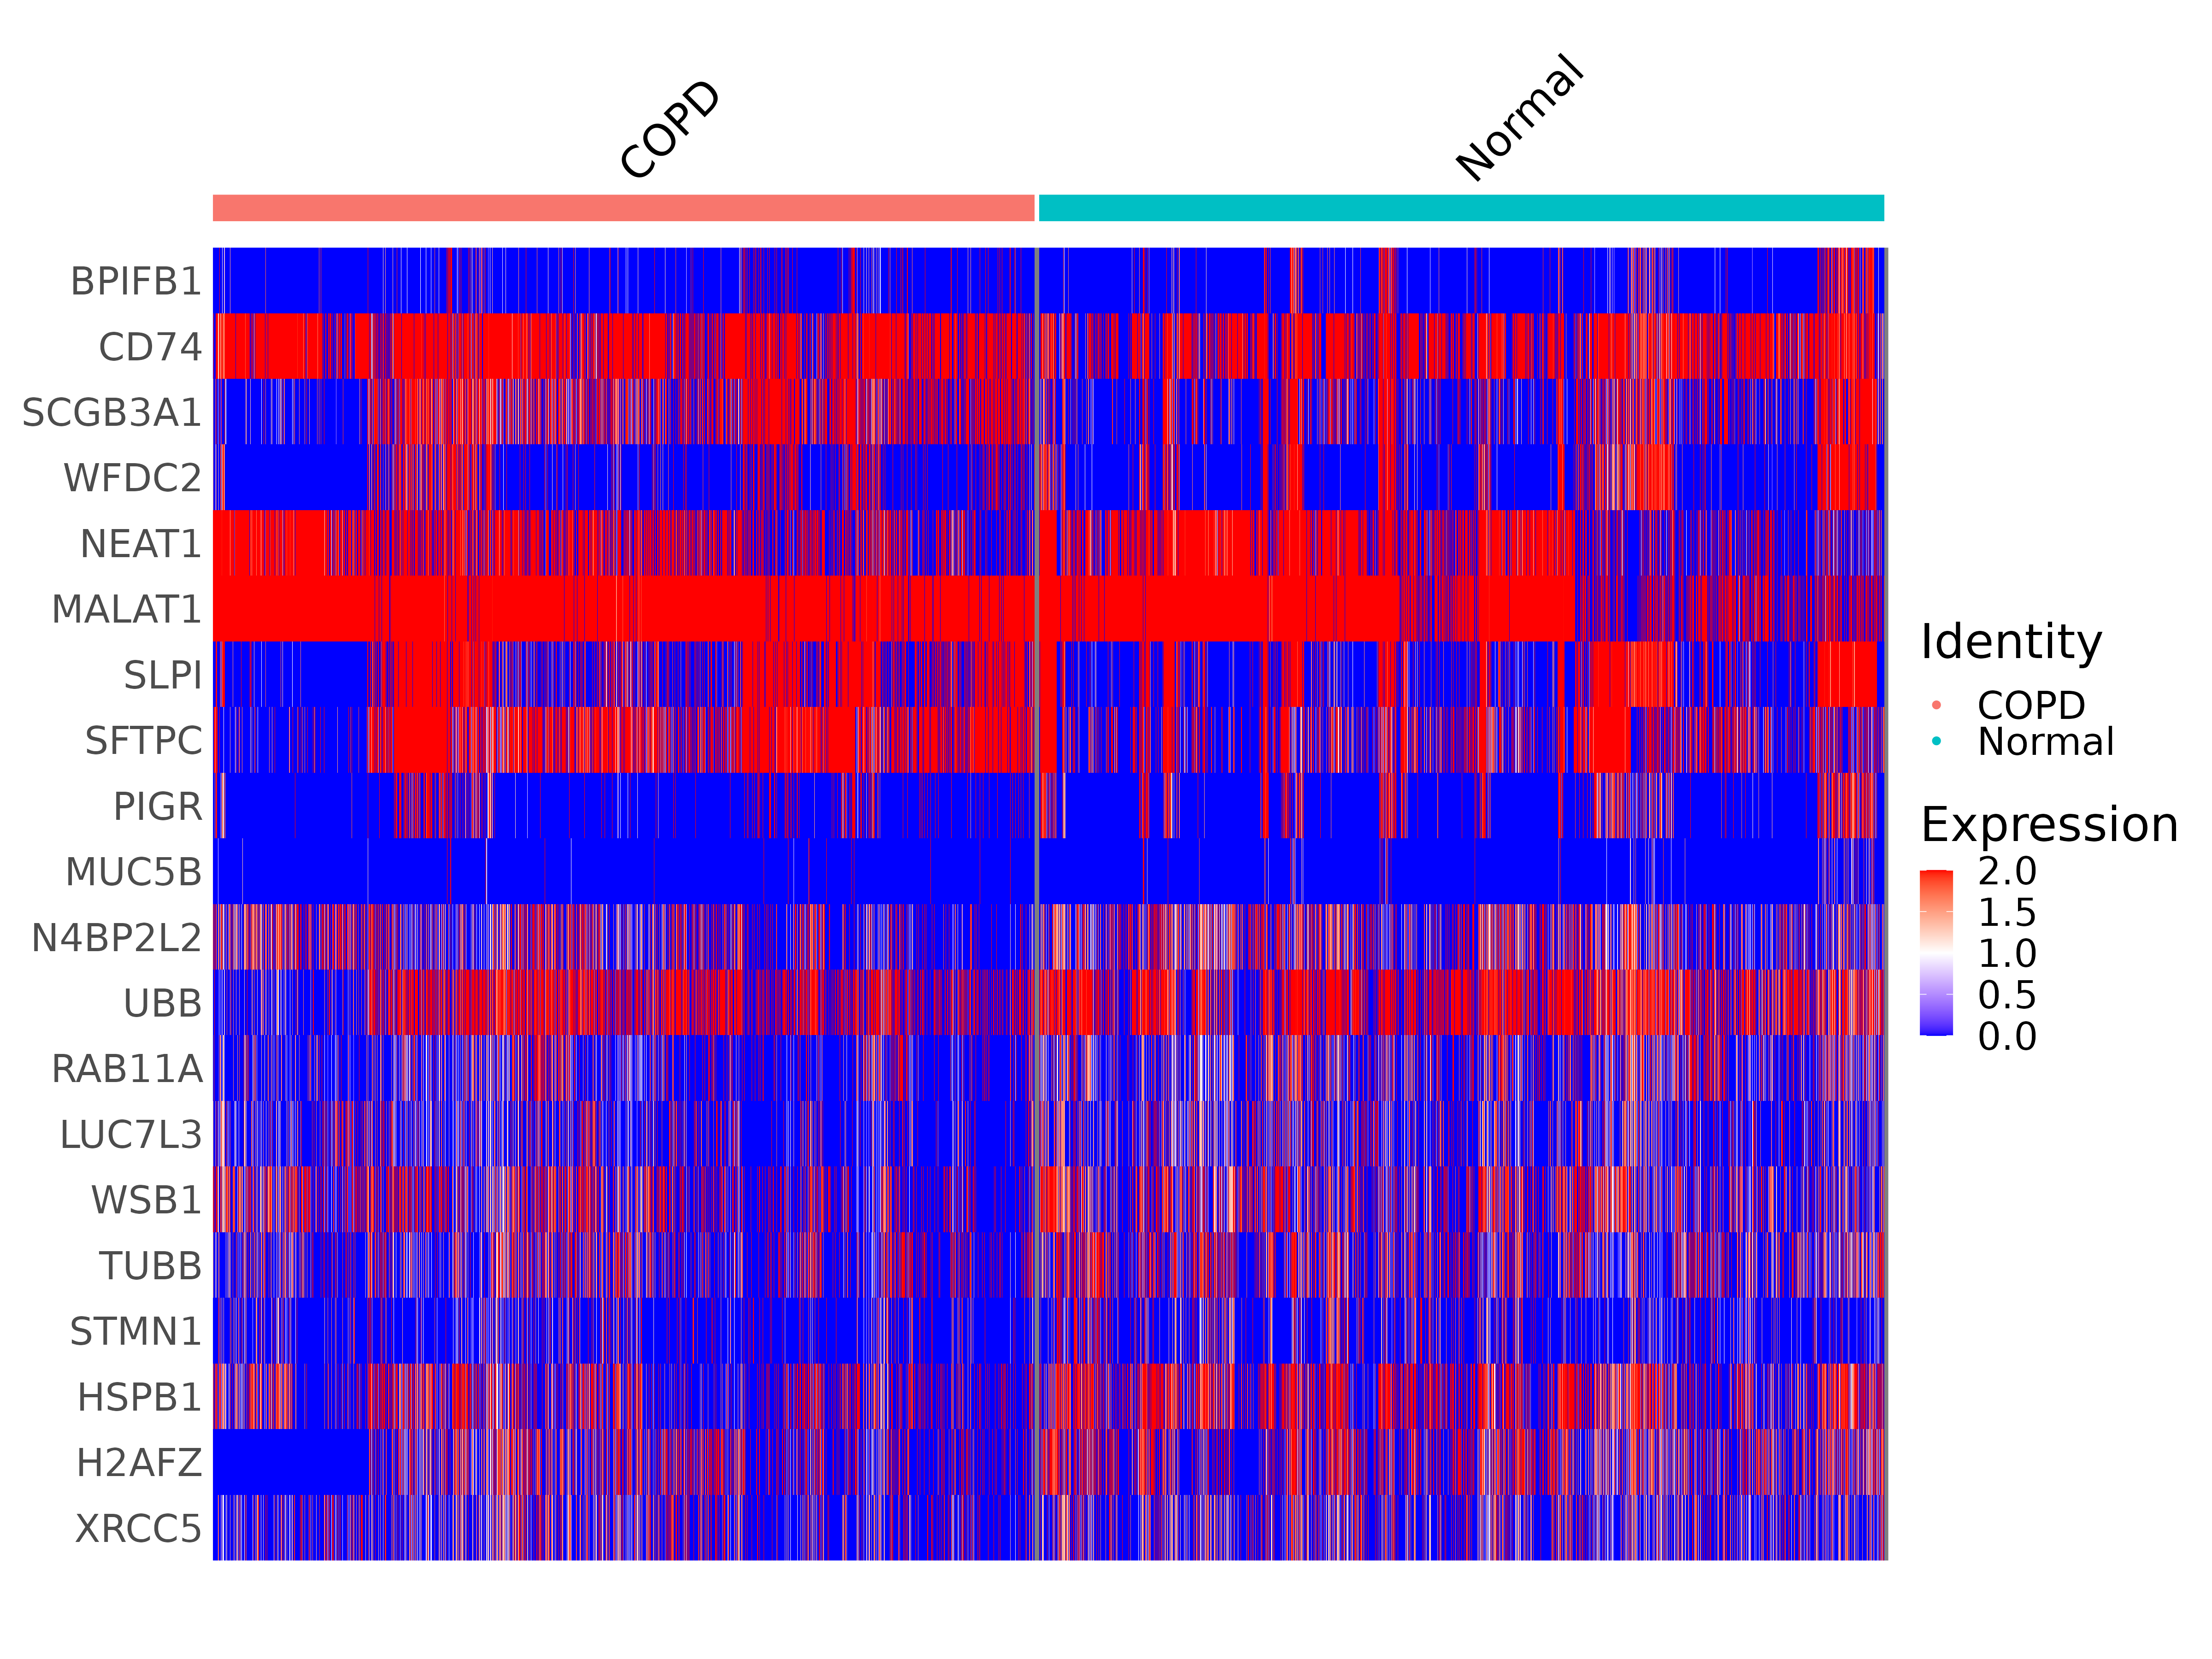 COPD
Normal
BPIFB1
CD74
SCGB3A1
WFDC2
NEAT1
MALAT1
SLPI
SFTPC
PIGR
MUC5B
N4BP2L2
UBB
RAB11A
LUC7L3
WSB1
TUBB
STMN1
HSPB1
H2AFZ
XRCC5
Identity
COPD
Normal
Expression
2.0
1.5
1.0
0.5
0.0